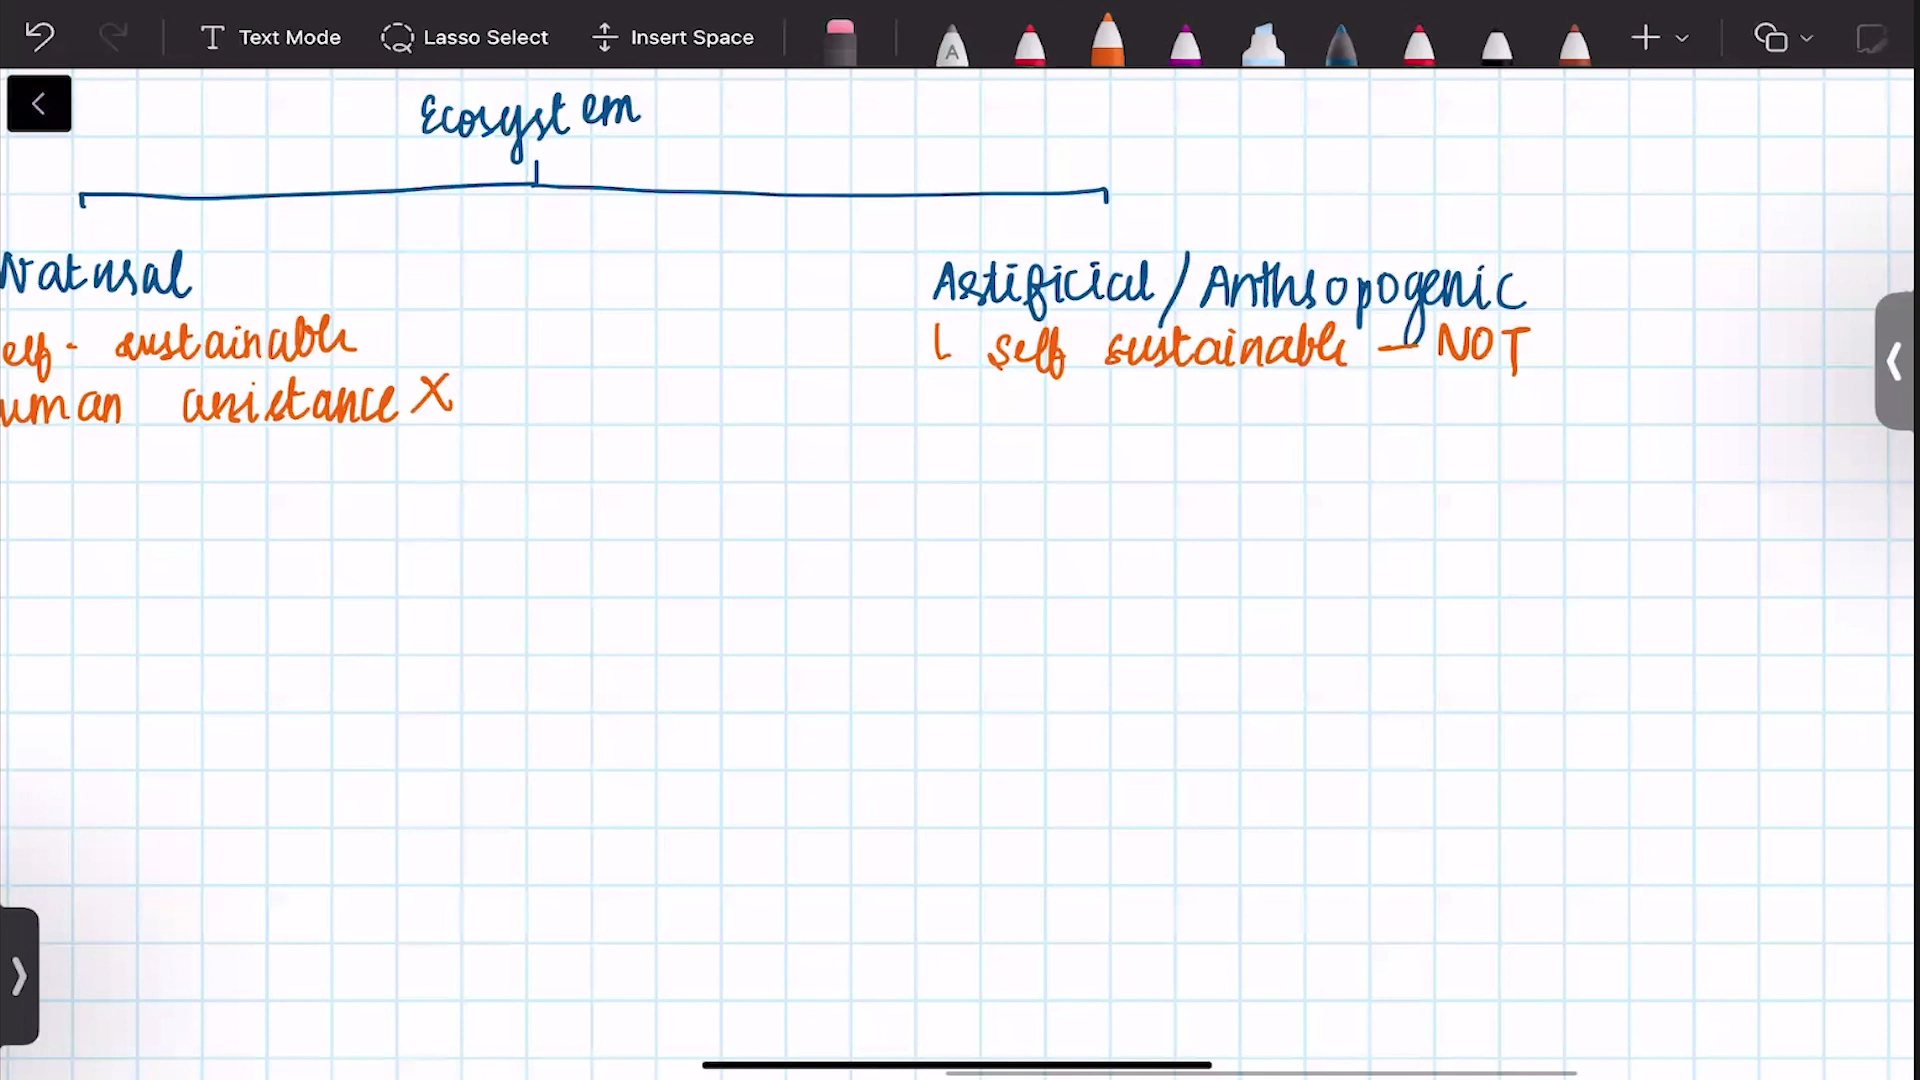 Text Mode Lasso Select Insert Space
A
Ecosystem
Natural
Artificial / Anthropogenic
elf - sustainable
self sustainable - NOT
uman assistance X